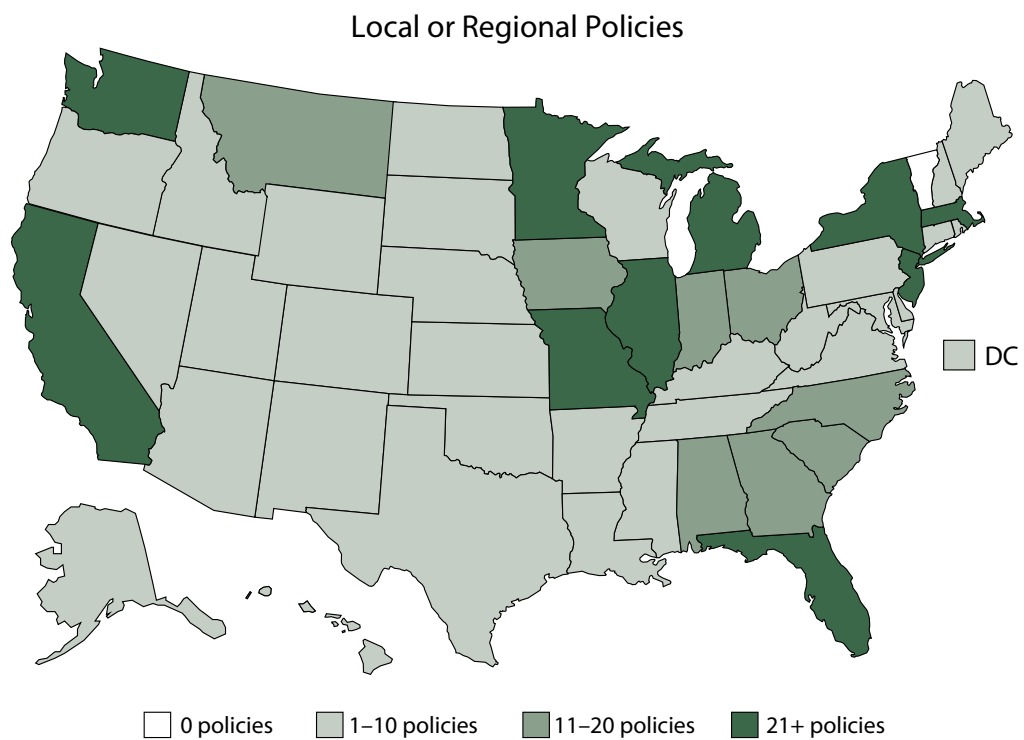 Local or Regional Policies
DC
0 policies
1–10 policies
11–20 policies
21+ policies